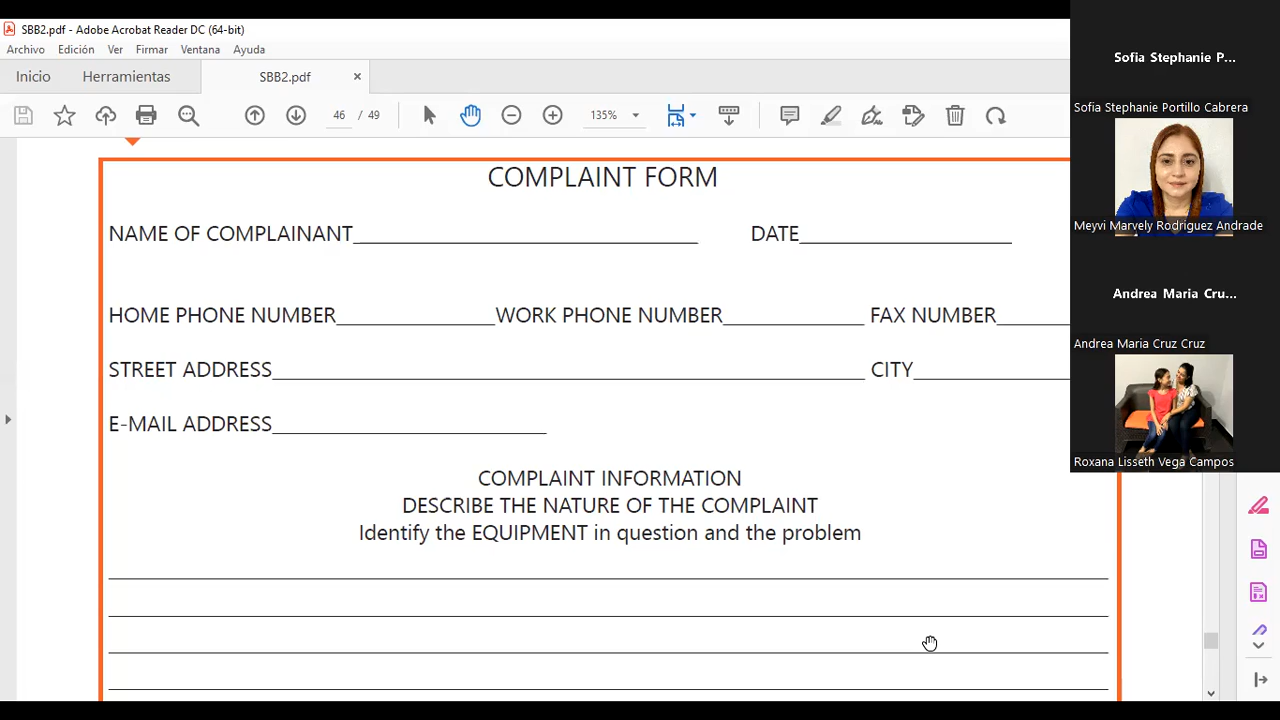 SBB2.pdf - Adobe Acrobat Reader DC (64-bit)
Archivo Edición Ver Firmar Ventana Ayuda
Inicio Herramientas SBB2.pdf ×
46 / 49 135%
COMPLAINT FORM
NAME OF COMPLAINANT DATE
HOME PHONE NUMBER WORK PHONE NUMBER FAX NUMBER
STREET ADDRESS CITY
E-MAIL ADDRESS
COMPLAINT INFORMATION
DESCRIBE THE NATURE OF THE COMPLAINT
Identify the EQUIPMENT in question and the problem
Sofia Stephanie P...
Sofia Stephanie Portillo Cabrera
Meyvi Marvely Rodriguez Andrade
Andrea Maria Cru...
Andrea Maria Cruz Cruz
Roxana Lisseth Vega Campos